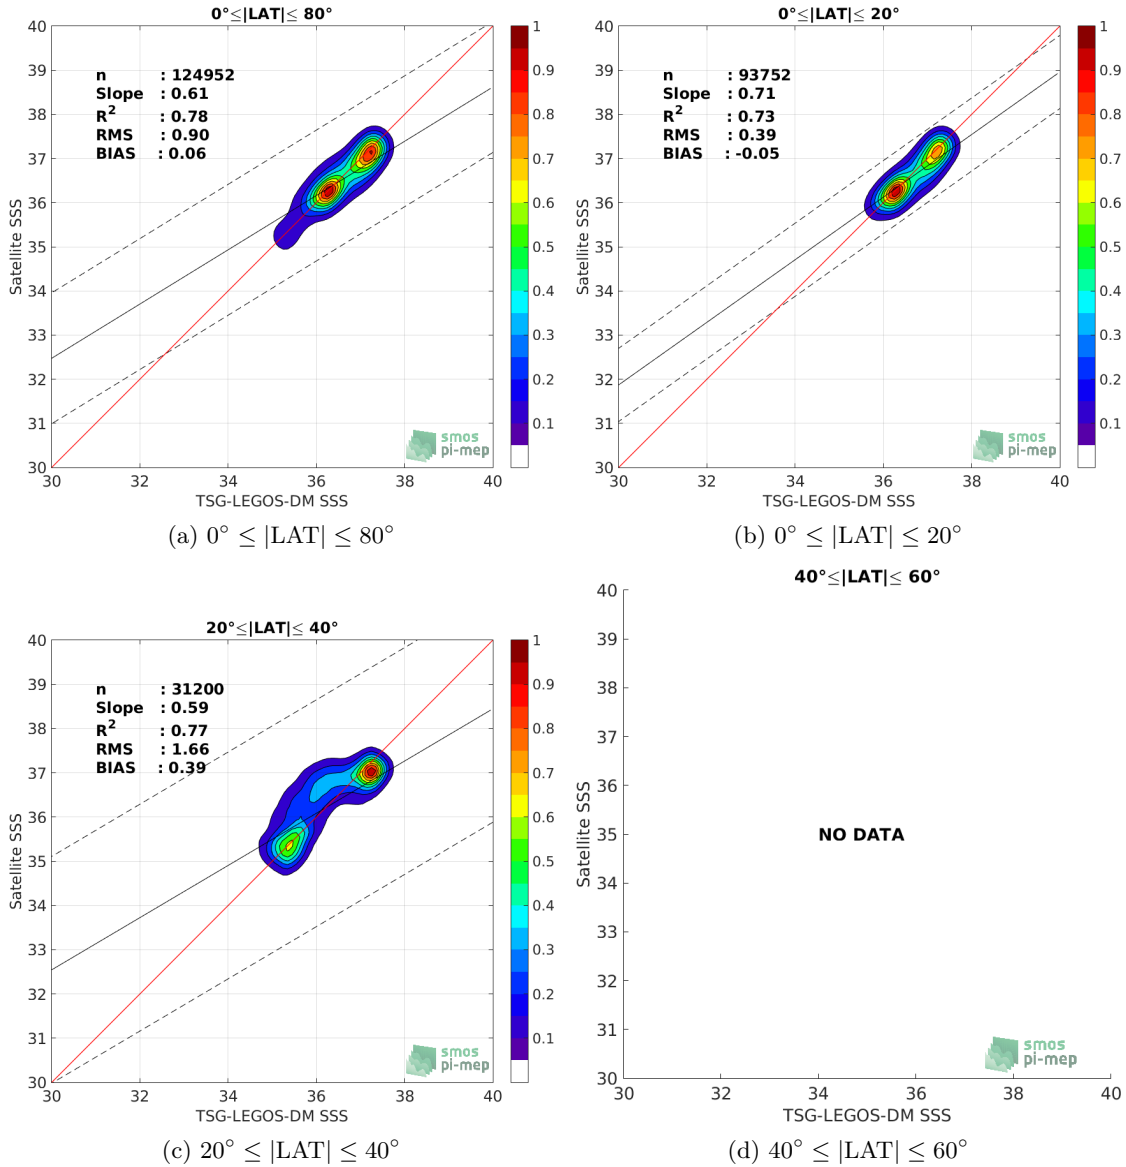 0°≤|LAT|≤ 80°
40
39
38
37
36
35
34
33
32
31
30
Satellite SSS
n : 124952
Slope : 0.61
R² : 0.78
RMS : 0.90
BIAS : 0.06
smos
pi-mep
30 32 34 36 38 40
TSG-LEGOS-DM SSS
1
0.9
0.8
0.7
0.6
0.5
0.4
0.3
0.2
0.1
(a) 0° ≤ |LAT| ≤ 80°
0°≤|LAT|≤ 20°
40
39
38
37
36
35
34
33
32
31
30
Satellite SSS
n : 93752
Slope : 0.71
R² : 0.73
RMS : 0.39
BIAS : -0.05
smos
pi-mep
30 32 34 36 38 40
TSG-LEGOS-DM SSS
1
0.9
0.8
0.7
0.6
0.5
0.4
0.3
0.2
0.1
(b) 0° ≤ |LAT| ≤ 20°
20°≤|LAT|≤ 40°
40
39
38
37
36
35
34
33
32
31
30
Satellite SSS
n : 31200
Slope : 0.59
R² : 0.77
RMS : 1.66
BIAS : 0.39
smos
pi-mep
30 32 34 36 38 40
TSG-LEGOS-DM SSS
1
0.9
0.8
0.7
0.6
0.5
0.4
0.3
0.2
0.1
(c) 20° ≤ |LAT| ≤ 40°
40°≤|LAT|≤ 60°
40
39
38
37
36
35
34
33
32
31
30
Satellite SSS
NO DATA
smos
pi-mep
30 32 34 36 38 40
TSG-LEGOS-DM SSS
(d) 40° ≤ |LAT| ≤ 60°